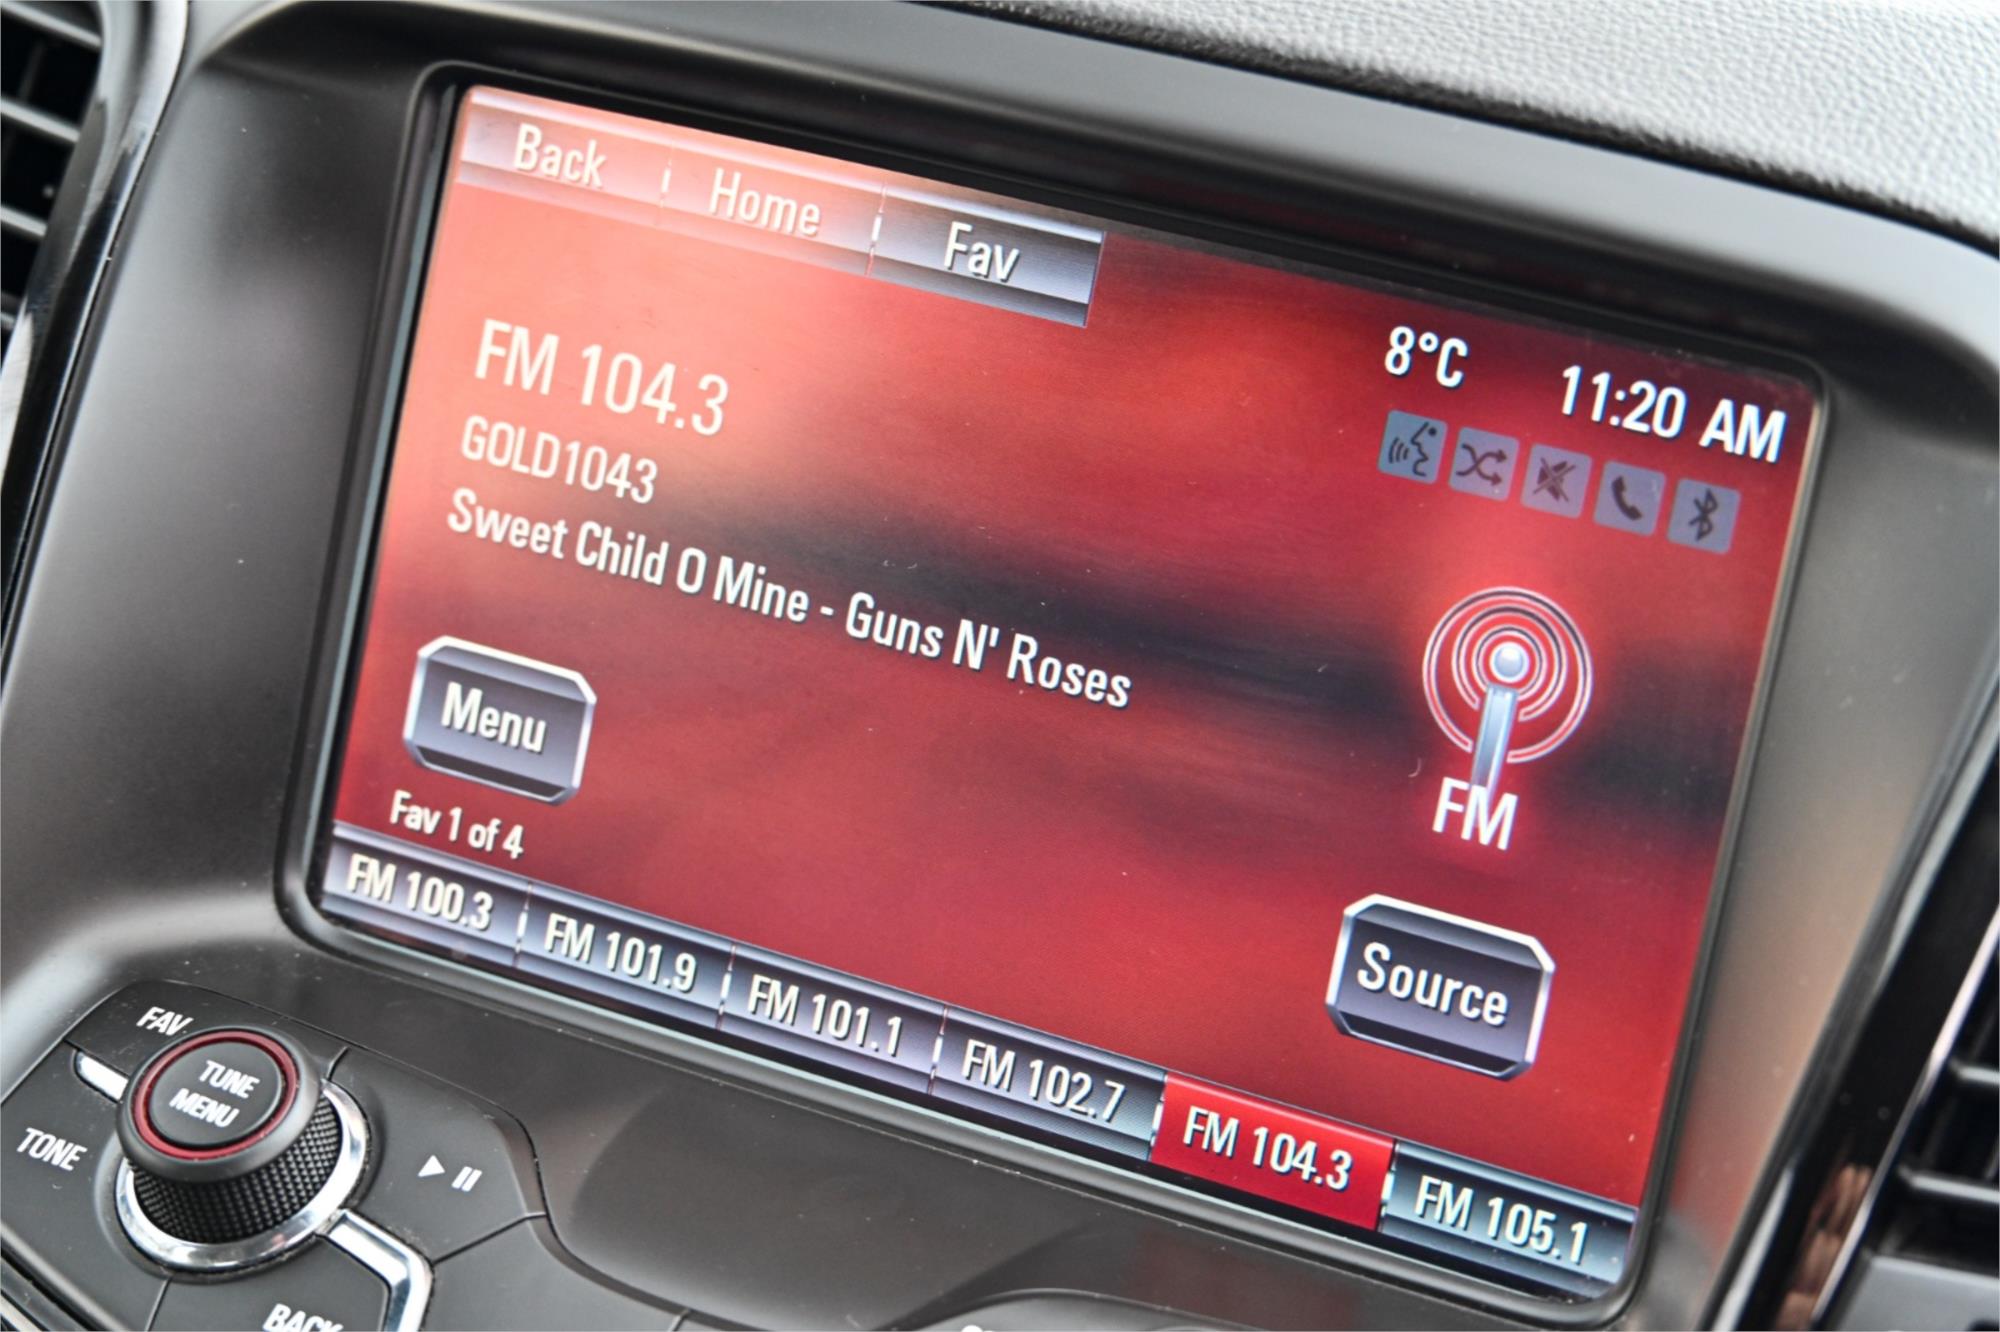 Back Home Fav
8°C 11:20 AM
FM 104.3
GOLD1043
Sweet Child O Mine - Guns N' Roses
Menu
FM
Fav 1 of 4
Source
FM 100.3 FM 101.9 FM 101.1 FM 102.7 FM 104.3 FM 105.1
FAV
TUNE
MENU
TONE
BACK